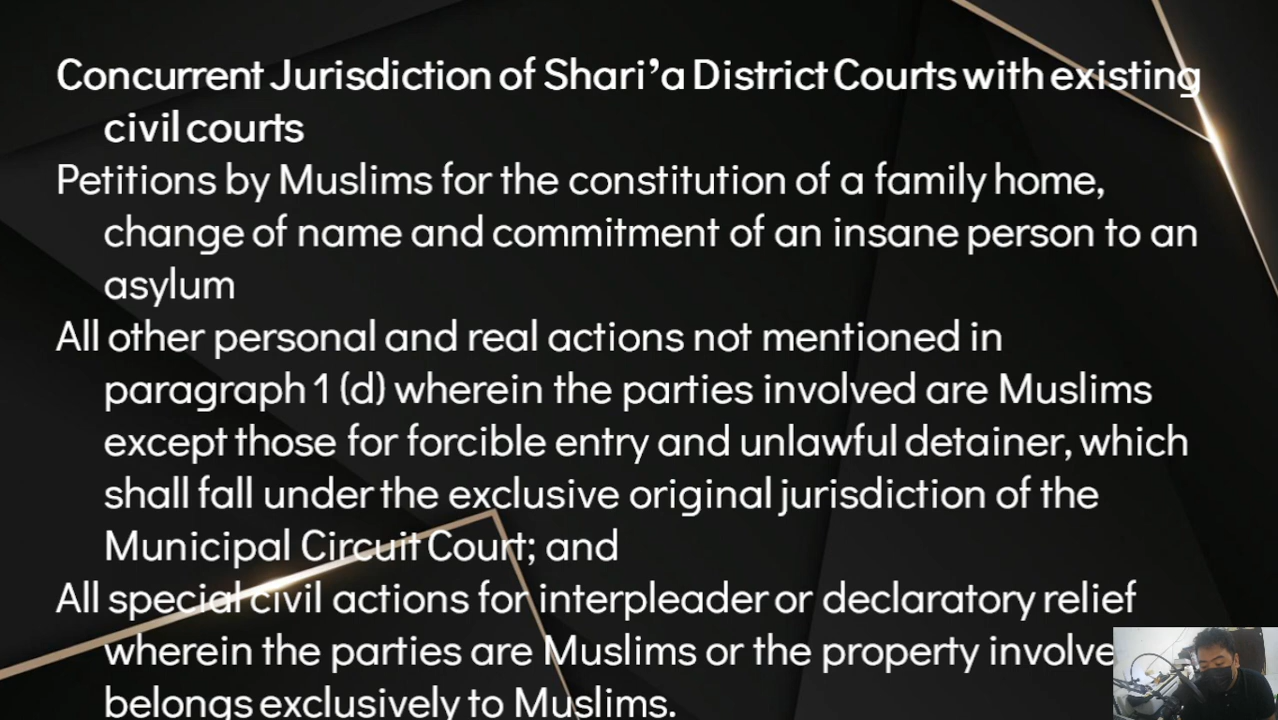 Concurrent Jurisdiction of Shari’a District Courts with existing
civil courts
Petitions by Muslims for the constitution of a family home,
change of name and commitment of an insane person to an
asylum
All other personal and real actions not mentioned in
paragraph 1 (d) wherein the parties involved are Muslims
except those for forcible entry and unlawful detainer, which
shall fall under the exclusive original jurisdiction of the
Municipal Circuit Court; and
All special civil actions for interpleader or declaratory relief
wherein the parties are Muslims or the property involve
belongs exclusively to Muslims.